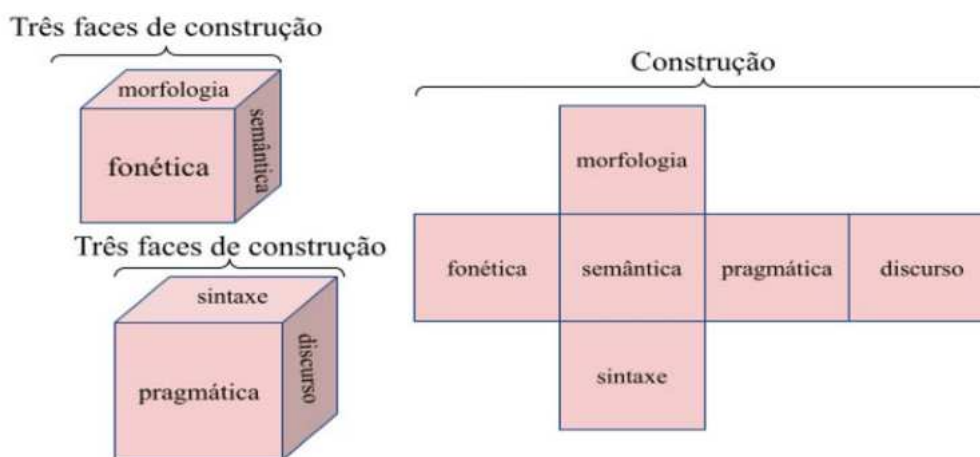 Três faces de construção
morfologia
fonética
semântica
Três faces de construção
sintaxe
pragmática
discurso
Construção
morfologia
fonética semântica pragmática discurso
sintaxe